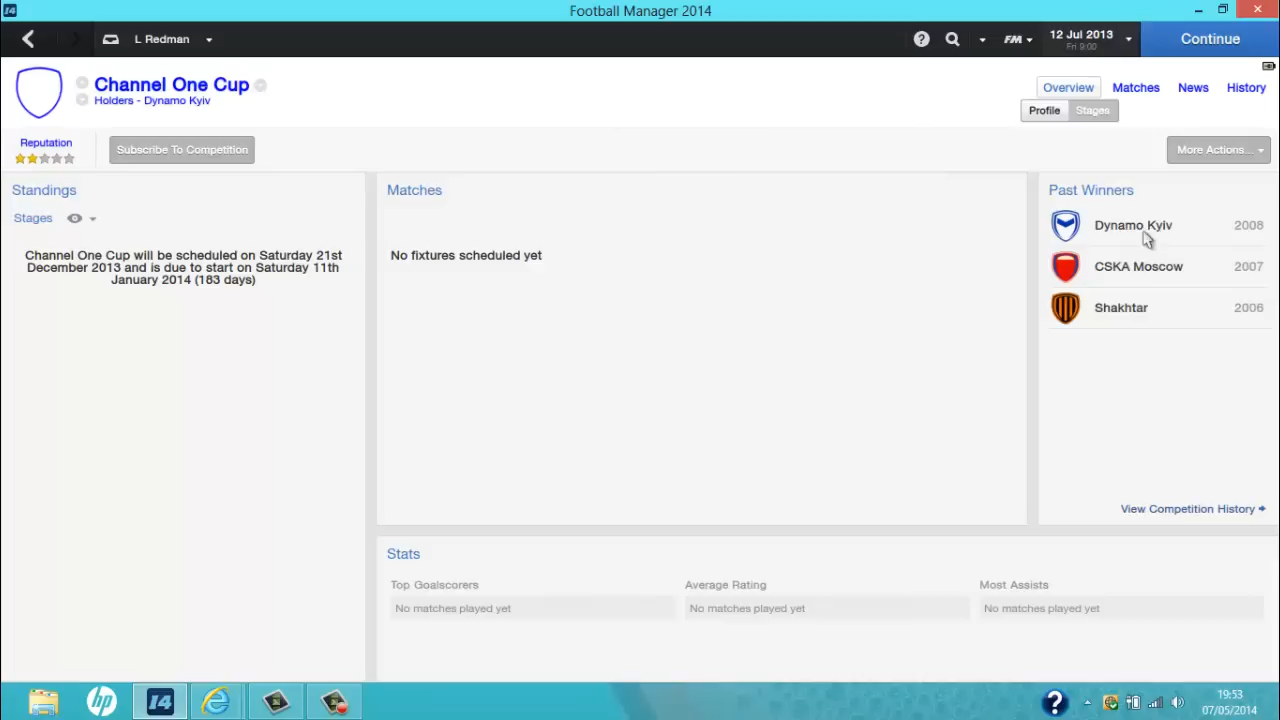 14
Football Manager 2014
L Redman
?
FM
12 Jul 2013
Fri 9:00
Continue
Channel One Cup
Holders - Dynamo Kyiv
Overview
Matches
News
History
Profile
Stages
Reputation
Subscribe To Competition
More Actions...
Standings
Stages
Channel One Cup will be scheduled on Saturday 21st
December 2013 and is due to start on Saturday 11th
January 2014 (183 days)
Matches
No fixtures scheduled yet
Past Winners
Dynamo Kyiv 2008
CSKA Moscow 2007
Shakhtar 2006
View Competition History
Stats
Top Goalscorers
Average Rating
Most Assists
No matches played yet
No matches played yet
No matches played yet
hp
14
?
19:53
07/05/2014